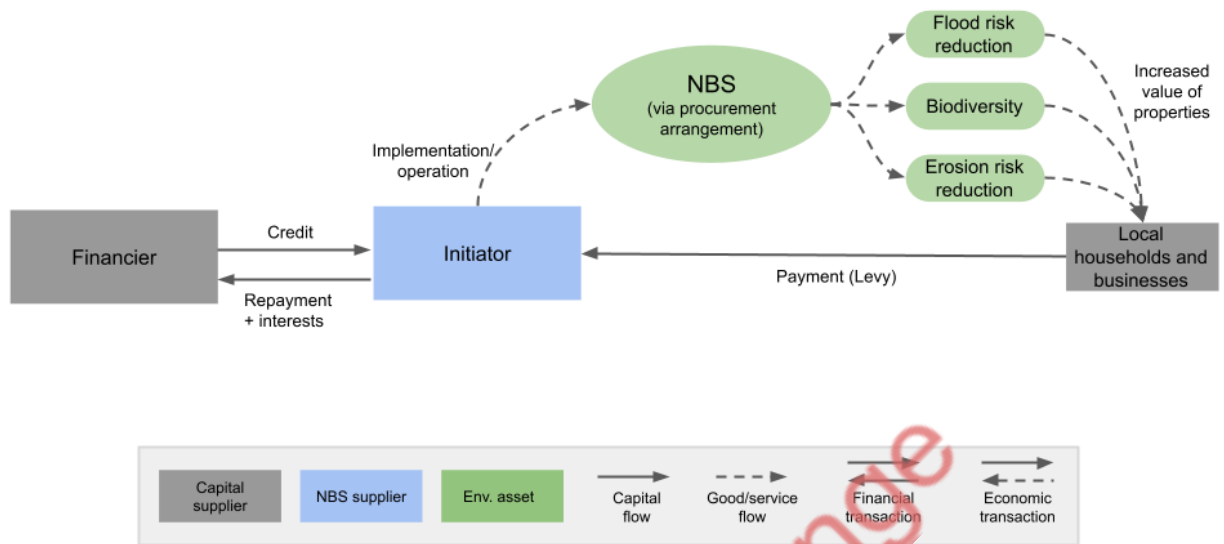 Flood risk
reduction
Increased
value of
properties
NBS
(via procurement
arrangement)
Biodiversity
Implementation/
operation
Erosion risk
reduction
Financier
Credit
Initiator
Local
households and
businesses
Payment (Levy)
Repayment
+ interests
Capital
supplier
NBS supplier
Env. asset
Capital
flow
Good/service
flow
Financial
transaction
Economic
transaction